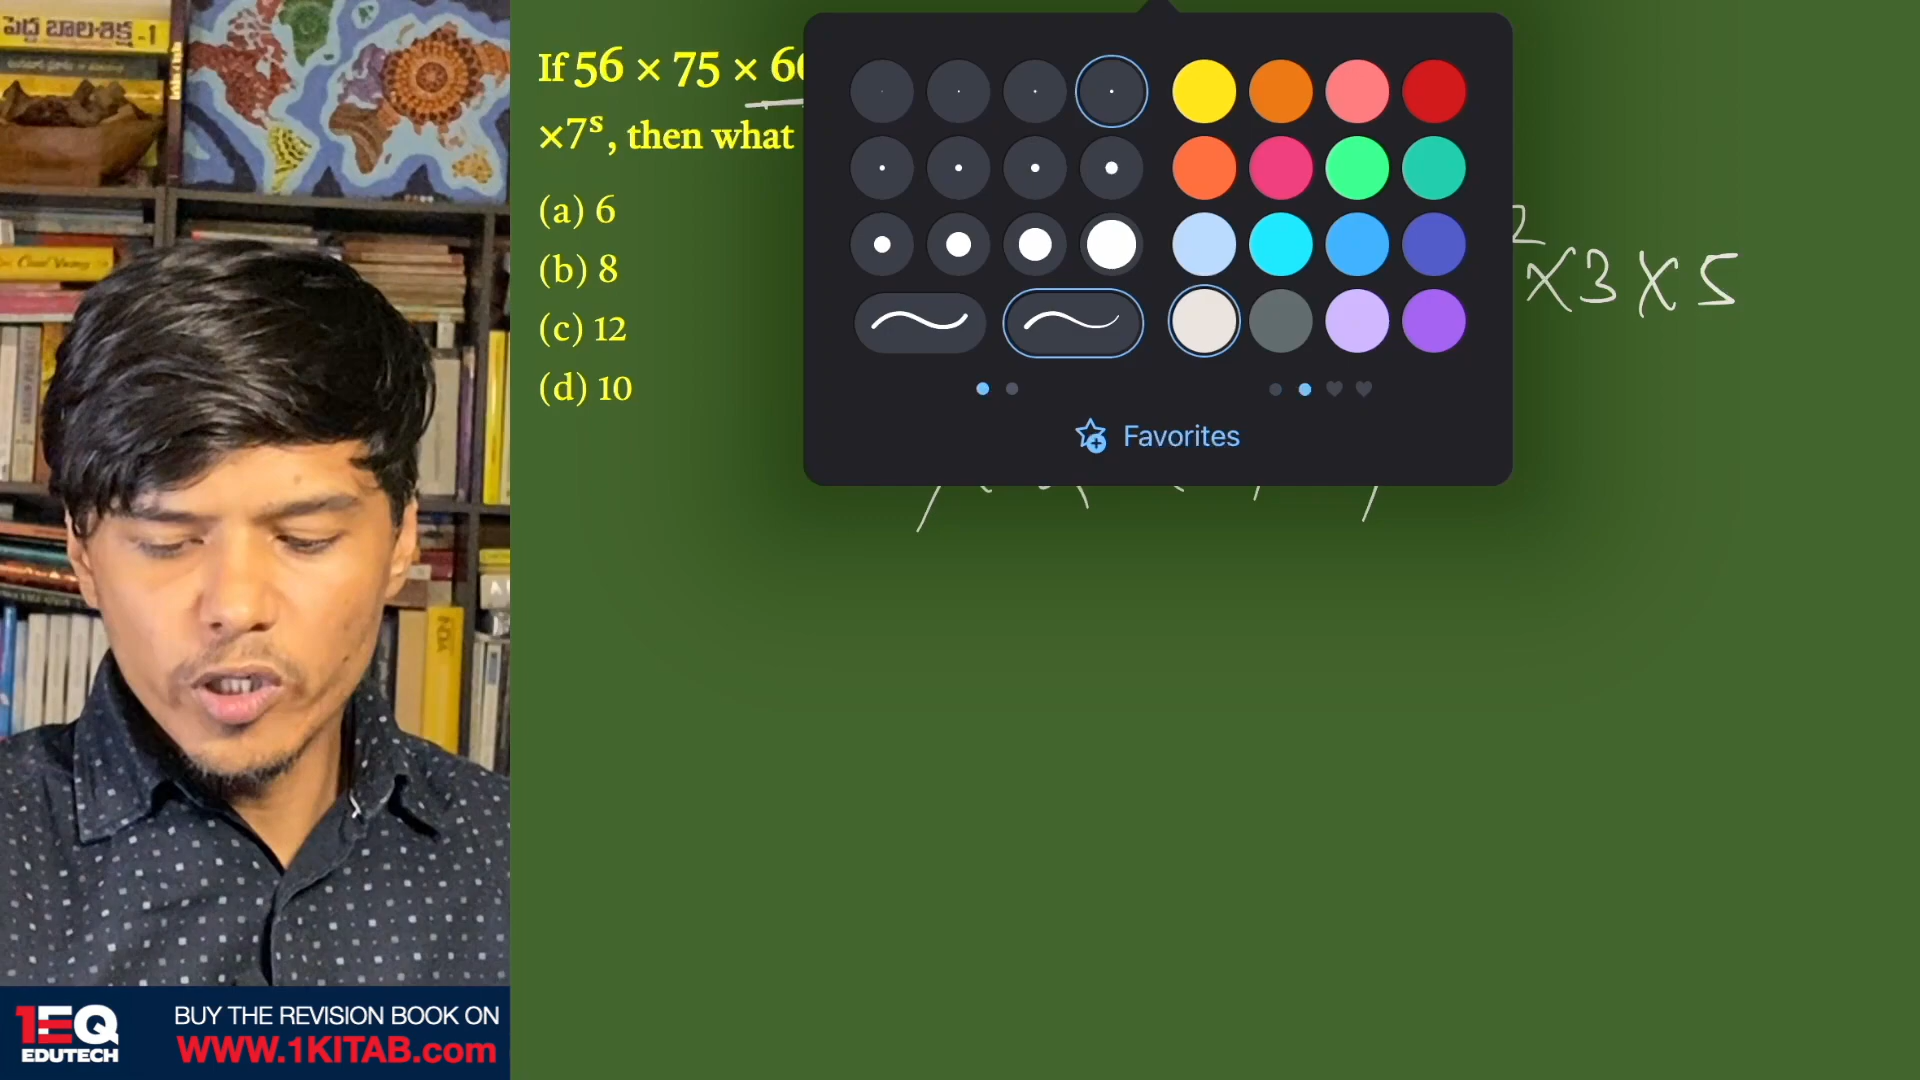 పెద్ద బాలశిక్ష - 1
If 56 × 75 × 6
×7ˢ, then what
(a) 6
(b) 8
(c) 12
(d) 10
2
×3×5
Favorites
1EQ
EDUTECH
BUY THE REVISION BOOK ON
WWW.1KITAB.com